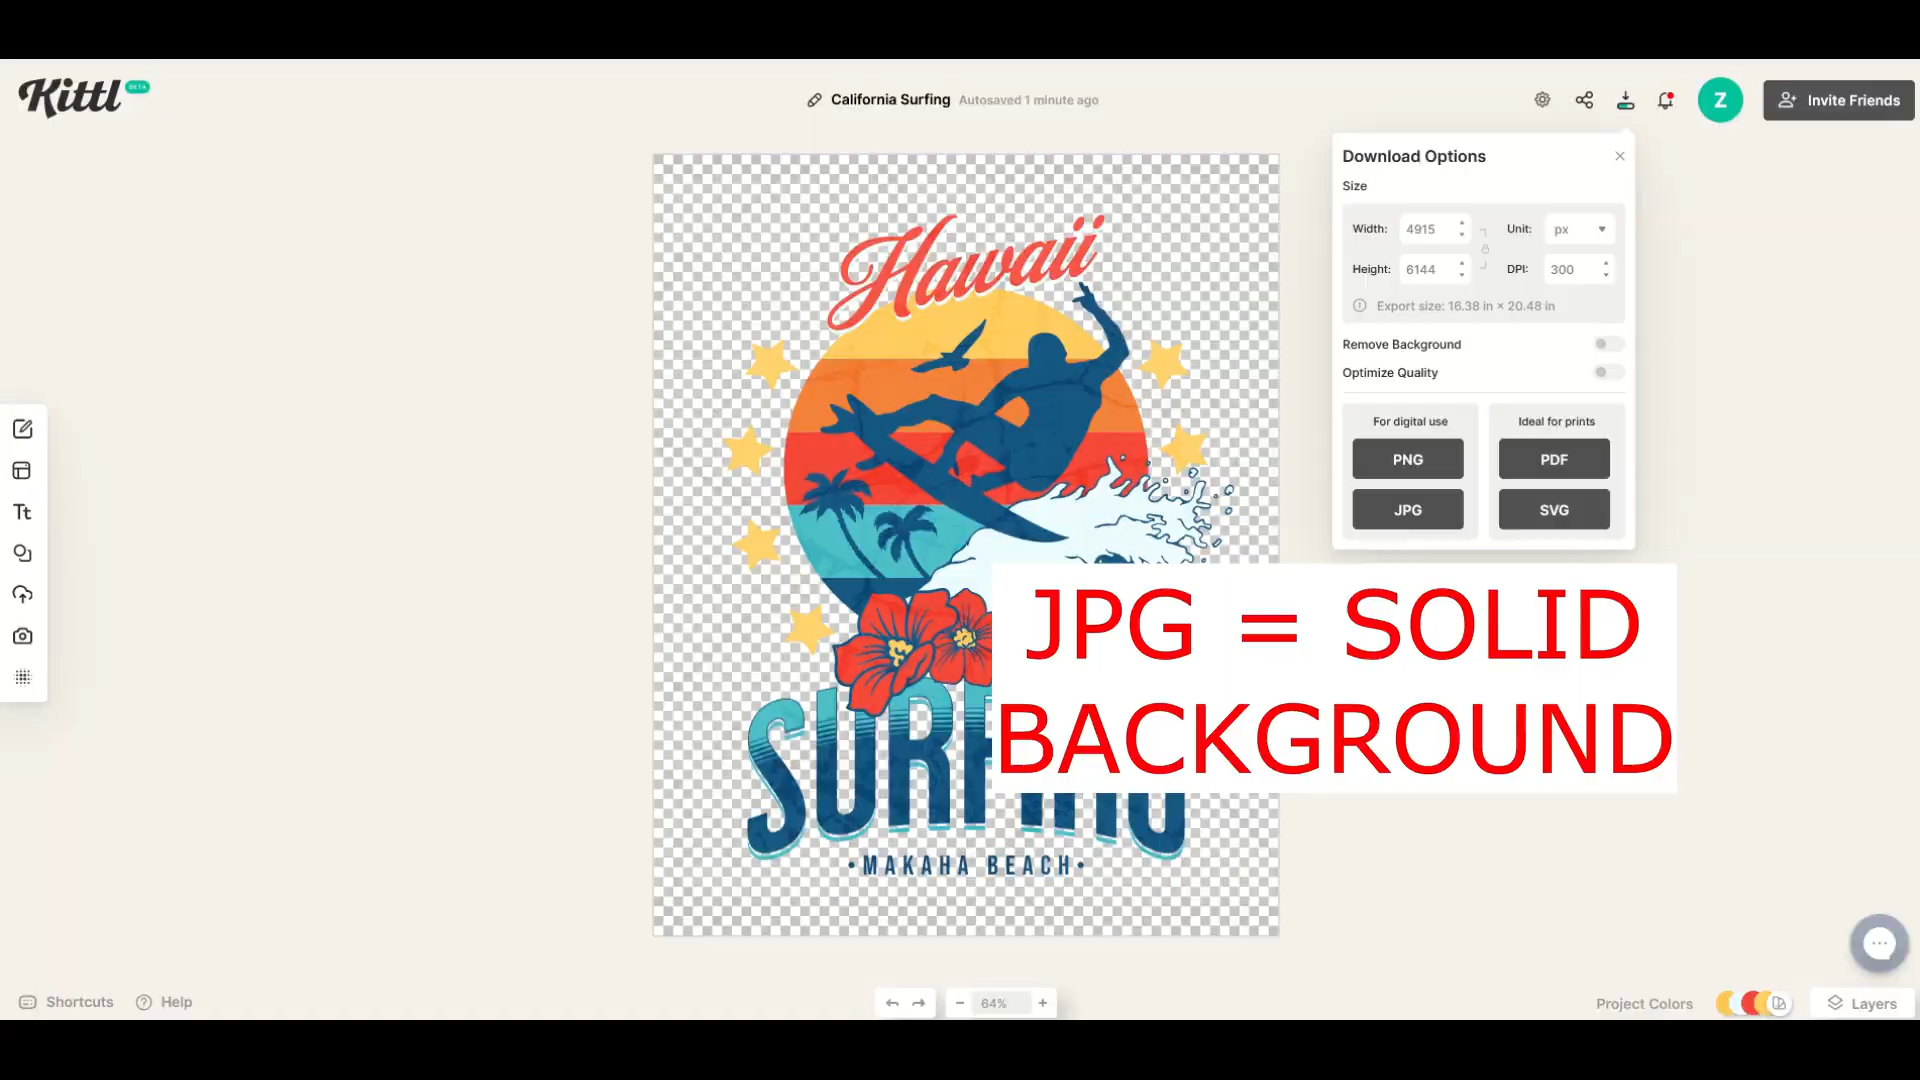 Kittl BETA
California Surfing Autosaved 1 minute ago
Z
Invite Friends
Download Options
Size
Width: 4915 Unit: px
Height: 6144 DPI: 300
Export size: 16.38 in × 20.48 in
Remove Background
Optimize Quality
For digital use
Ideal for prints
PNG
PDF
JPG
SVG
Hawaii
JPG = SOLID
BACKGROUND
SURFING
•MAKAHA BEACH•
Tt
Shortcuts
Help
64%
Project Colors
Layers